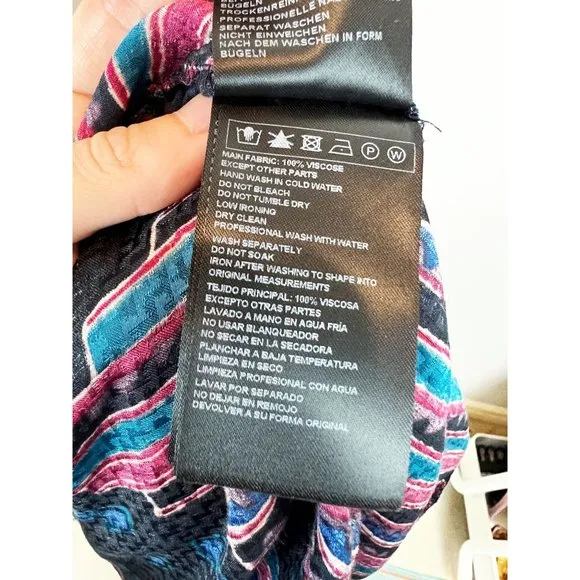 TROCKENREINI
PROFESSIONELLE NA
SEPARAT WASCHEN
NICHT EINWEICHEN
NACH DEM WASCHEN IN FORM
BÜGELN
P W
MAIN FABRIC: 100% VISCOSE
EXCEPT OTHER PARTS
HAND WASH IN COLD WATER
DO NOT BLEACH
DO NOT TUMBLE DRY
LOW IRONING
DRY CLEAN
PROFESSIONAL WASH WITH WATER
WASH SEPARATELY
DO NOT SOAK
IRON AFTER WASHING TO SHAPE INTO
ORIGINAL MEASUREMENTS
TEJIDO PRINCIPAL: 100% VISCOSA
EXCEPTO OTRAS PARTES
LAVADO A MANO EN AGUA FRÍA
NO USAR BLANQUEADOR
NO SECAR EN LA SECADORA
PLANCHAR A BAJA TEMPERATURA
LIMPIEZA EN SECO
LIMPIEZA PROFESIONAL CON AGUA
LAVAR POR SEPARADO
NO DEJAR EN REMOJO
DEVOLVER A SU FORMA ORIGINAL